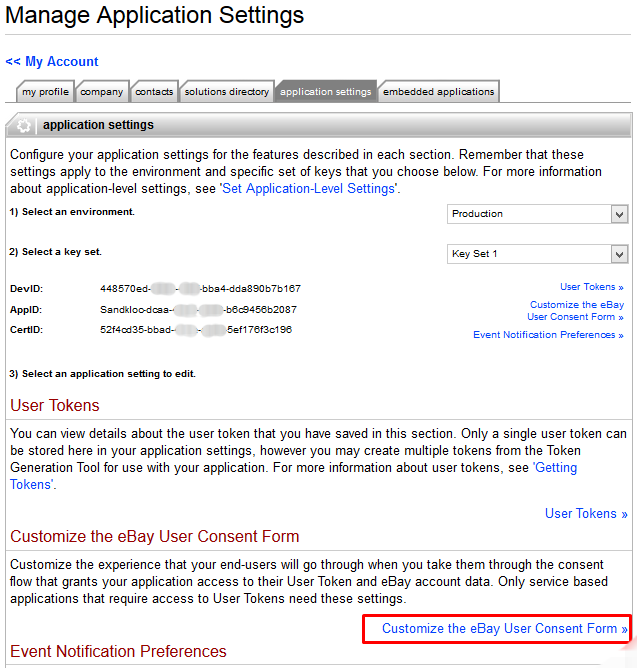 Manage Application Settings
<< My Account
my profile company contacts solutions directory application settings embedded applications
application settings
Configure your application settings for the features described in each section. Remember that these
settings apply to the environment and specific set of keys that you choose below. For more information
about application-level settings, see 'Set Application-Level Settings'.
1) Select an environment. Production
2) Select a key set. Key Set 1
DevID: 448570ed- - -bba4-dda890b7b167 User Tokens »
AppID: Sandkloo-dcaa- - -b6c9456b2087 Customize the eBay
User Consent Form »
CertID: 52f4cd35-bbad- - 5ef176f3c196 Event Notification Preferences »
3) Select an application setting to edit.
User Tokens
You can view details about the user token that you have saved in this section. Only a single user token can
be stored here in your application settings, however you may create multiple tokens from the Token
Generation Tool for use with your application. For more information about user tokens, see 'Getting
Tokens'.
User Tokens »
Customize the eBay User Consent Form
Customize the experience that your end-users will go through when you take them through the consent
flow that grants your application access to their User Token and eBay account data. Only service based
applications that require access to User Tokens need these settings.
Customize the eBay User Consent Form »
Event Notification Preferences